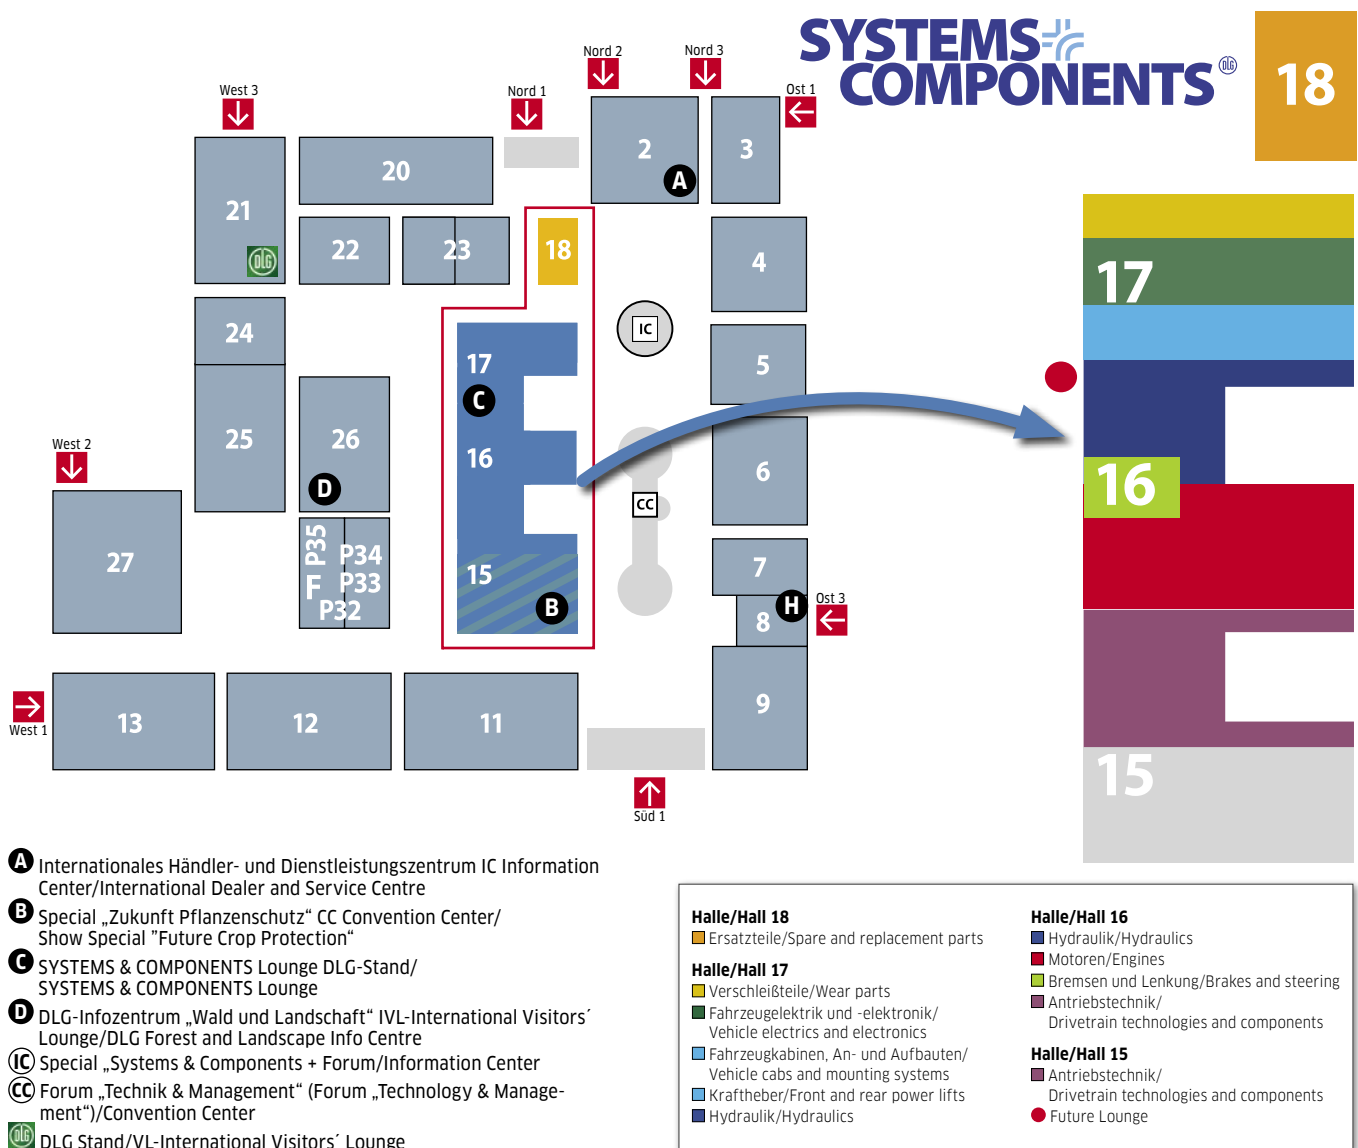 SYSTEMS
COMPONENTS
DLG
18
Nord 2
Nord 3
West 3
Nord 1
Ost 1
2
A
3
20
21
DLG
22
23
18
4
IC
24
17
5
C
25
26
16
6
West 2
D
CC
27
P35
P34
F
P33
P32
15
B
7
H
Ost 3
8
West 1
13
12
11
9
Süd 1
17
16
15
A Internationales Händler- und Dienstleistungszentrum IC Information
Center/International Dealer and Service Centre
B Special „Zukunft Pflanzenschutz“ CC Convention Center/
Show Special ”Future Crop Protection“
C SYSTEMS & COMPONENTS Lounge DLG-Stand/
SYSTEMS & COMPONENTS Lounge
D DLG-Infozentrum „Wald und Landschaft“ IVL-International Visitors´
Lounge/DLG Forest and Landscape Info Centre
IC Special „Systems & Components + Forum/Information Center
CC Forum „Technik & Management“ (Forum „Technology & Manage-
ment“)/Convention Center
DLG DLG Stand/VL-International Visitors´ Lounge
Halle/Hall 18
Ersatzteile/Spare and replacement parts
Halle/Hall 17
Verschleißteile/Wear parts
Fahrzeugelektrik und -elektronik/
Vehicle electrics and electronics
Fahrzeugkabinen, An- und Aufbauten/
Vehicle cabs and mounting systems
Kraftheber/Front and rear power lifts
Hydraulik/Hydraulics
Halle/Hall 16
Hydraulik/Hydraulics
Motoren/Engines
Bremsen und Lenkung/Brakes and steering
Antriebstechnik/
Drivetrain technologies and components
Halle/Hall 15
Antriebstechnik/
Drivetrain technologies and components
Future Lounge